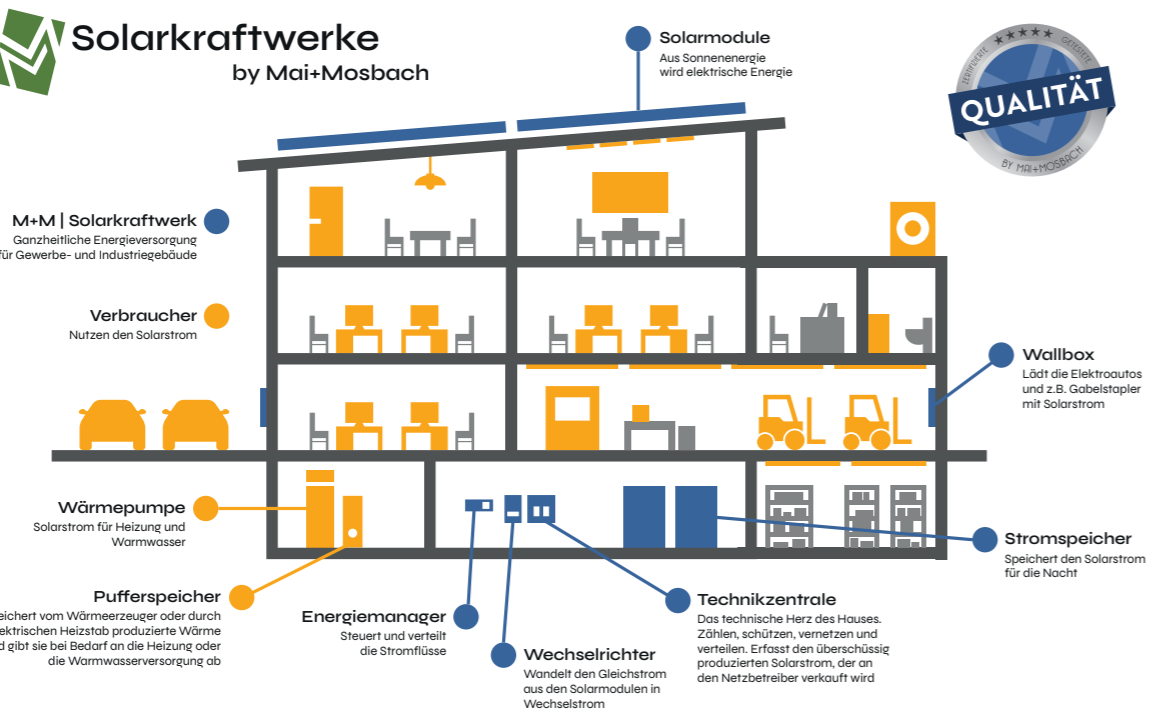 Solarkraftwerke
by Mai+Mosbach
Solarmodule
Aus Sonnenenergie
wird elektrische Energie
ZERTIFIZIERTE
GETESTETE
QUALITÄT
BY MAI+MOSBACH
M+M | Solarkraftwerk
Ganzheitliche Energieversorgung
für Gewerbe- und Industriegebäude
Verbraucher
Nutzen den Solarstrom
Wallbox
Lädt die Elektroautos
und z.B. Gabelstapler
mit Solarstrom
Wärmepumpe
Solarstrom für Heizung und
Warmwasser
Stromspeicher
Speichert den Solarstrom
für die Nacht
Pufferspeicher
eichert vom Wärmeerzeuger oder durch
ektrischen Heizstab produzierte Wärme
d gibt sie bei Bedarf an die Heizung oder
die Warmwasserversorgung ab
Energiemanager
Steuert und verteilt
die Stromflüsse
Wechselrichter
Wandelt den Gleichstrom
aus den Solarmodulen in
Wechselstrom
Technikzentrale
Das technische Herz des Hauses.
Zählen, schützen, vernetzen und
verteilen. Erfasst den überschüssig
produzierten Solarstrom, der an
den Netzbetreiber verkauft wird